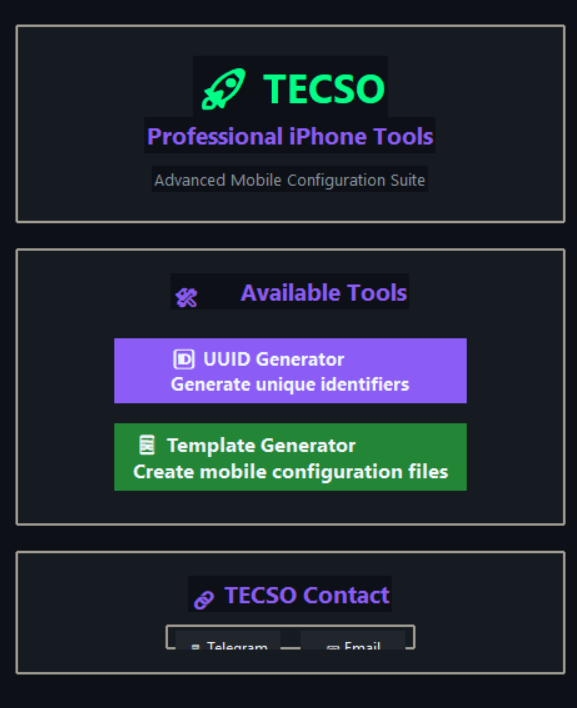 TECSO
Professional iPhone Tools
Advanced Mobile Configuration Suite
Available Tools
UUID Generator
Generate unique identifiers
Template Generator
Create mobile configuration files
TECSO Contact
Telegram
Email